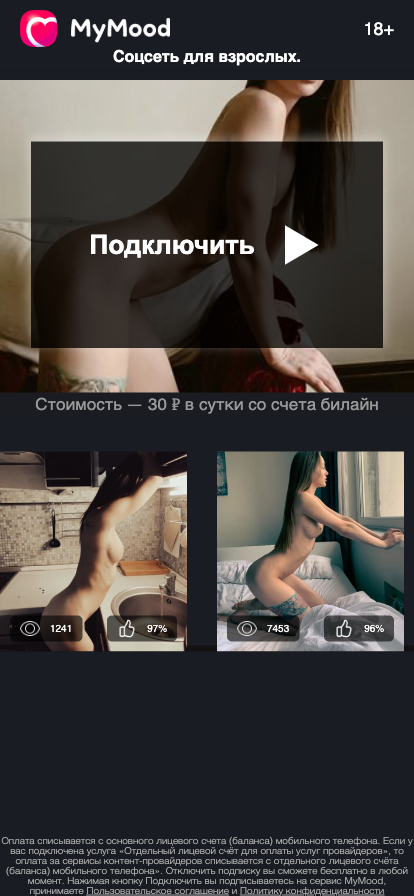 MyMood
18+
Соцсеть для взрослых.
Подключить
Стоимость — 30 ₽ в сутки со счета билайн
1241
97%
7453
96%
Оплата списывается с основного лицевого счета (баланса) мобильного телефона. Если у
вас подключена услуга «Отдельный лицевой счёт для оплаты услуг провайдеров», то
оплата за сервисы контент-провайдеров списывается с отдельного лицевого счёта
(баланса) мобильного телефона». Отключить подписку вы сможете бесплатно в любой
момент. Нажимая кнопку Подключить вы подписываетесь на сервис MyMood,
принимаете Пользовательское соглашение и Политику конфиденциальности